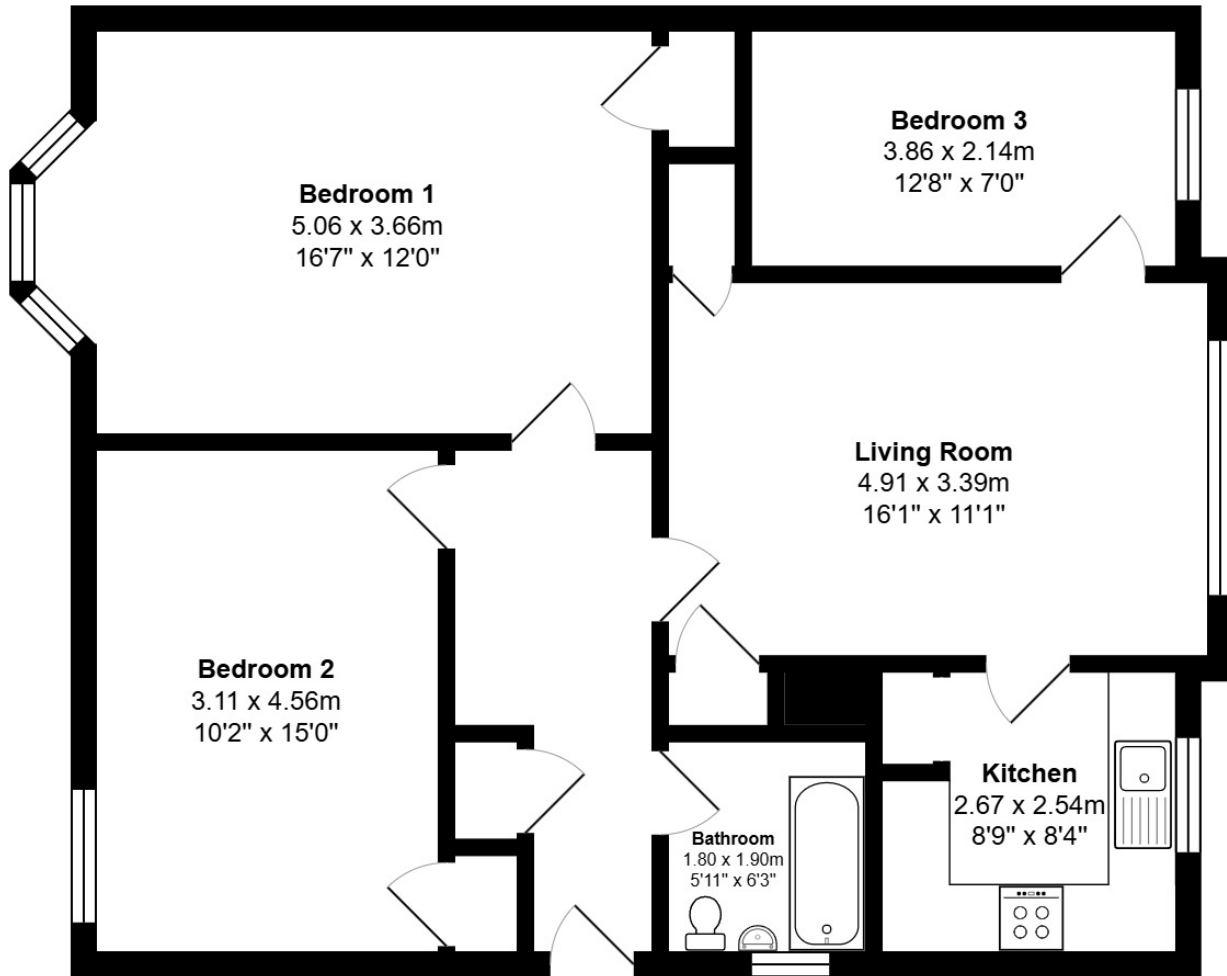 Bedroom 1
5.06 x 3.66m
16'7" x 12'0"
Bedroom 3
3.86 x 2.14m
12'8" x 7'0"
Living Room
4.91 x 3.39m
16'1" x 11'1"
Bedroom 2
3.11 x 4.56m
10'2" x 15'0"
Kitchen
2.67 x 2.54m
8'9" x 8'4"
Bathroom
1.80 x 1.90m
5'11" x 6'3"